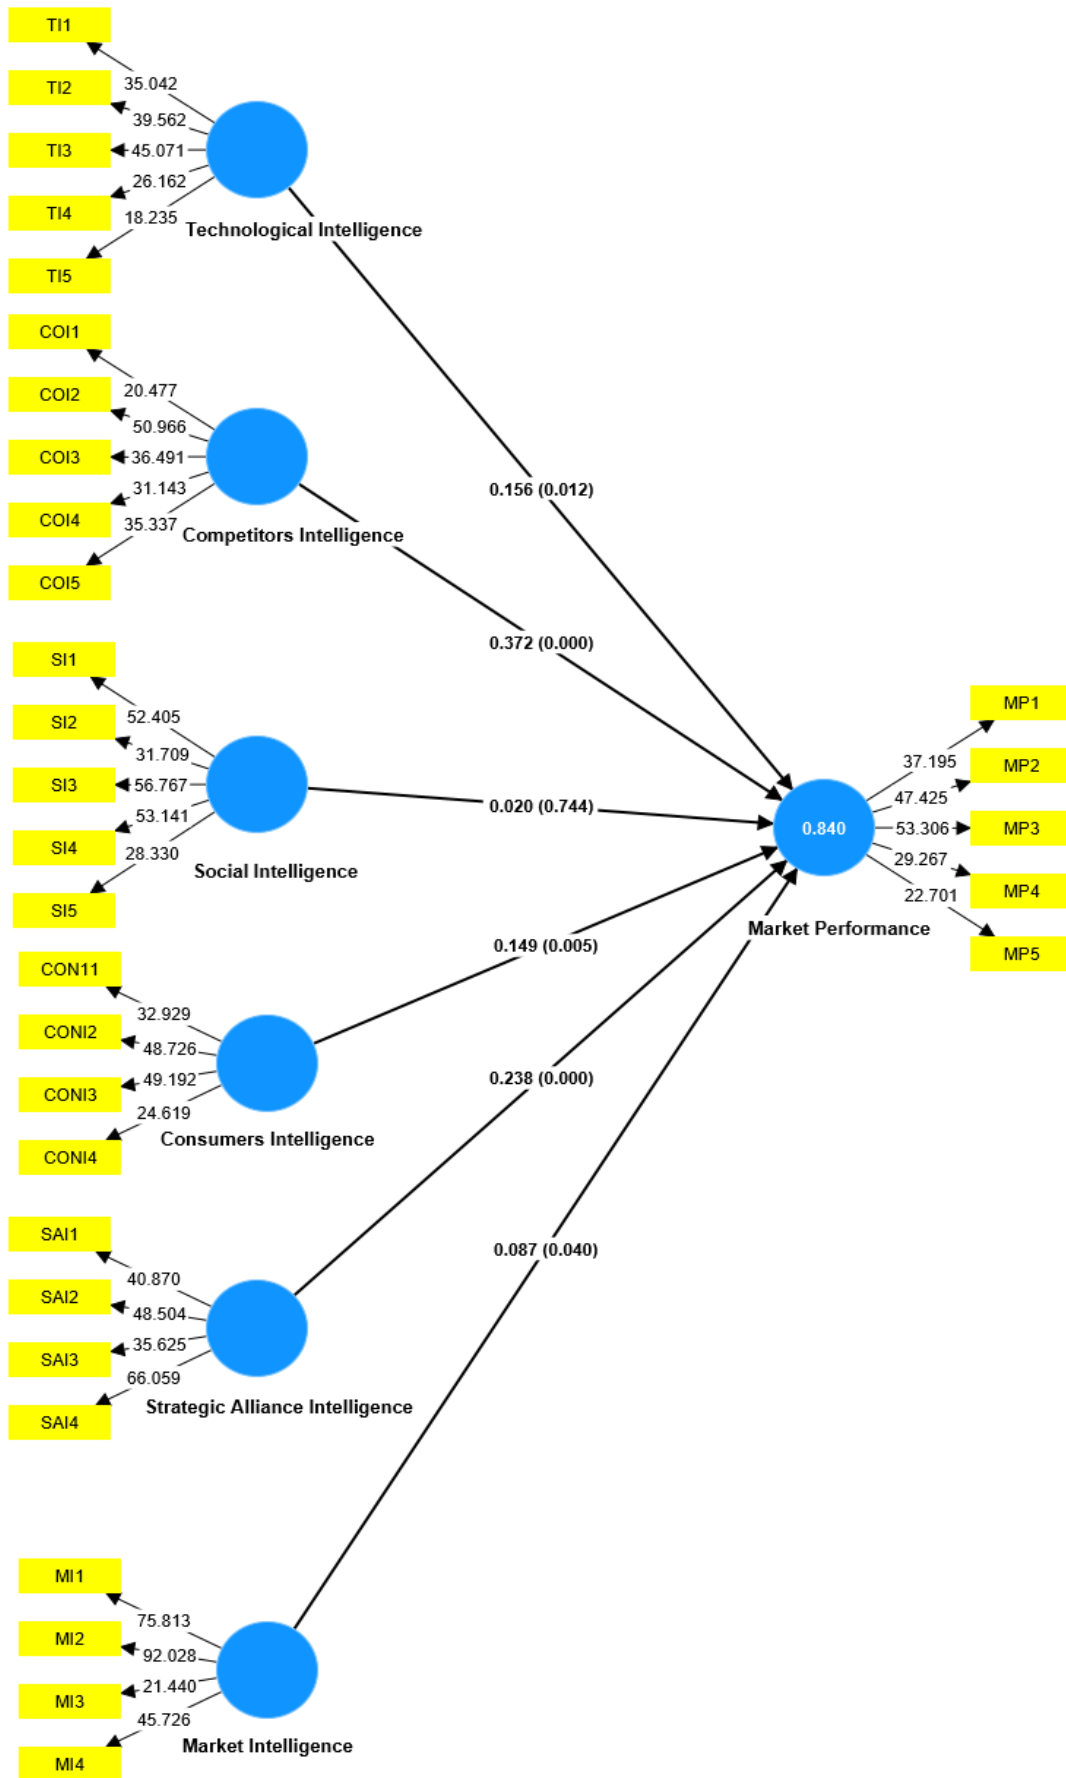 TI1
35.042
TI2
39.562
TI3
45.071
26.162
TI4
18.235
Technological Intelligence
TI5
COI1
20.477
COI2
50.966
COI3
36.491
31.143
COI4
35.337
Competitors Intelligence
COI5
0.156 (0.012)
0.372 (0.000)
SI1
52.405
SI2
31.709
SI3
56.767
53.141
SI4
28.330
Social Intelligence
SI5
0.020 (0.744)
0.840
Market Performance
MP1
37.195
MP2
47.425
53.306
MP3
29.267
MP4
22.701
MP5
CON11
32.929
CONI2
48.726
CONI3
49.192
24.619
Consumers Intelligence
CONI4
0.149 (0.005)
0.238 (0.000)
SAI1
40.870
SAI2
48.504
35.625
SAI3
66.059
Strategic Alliance Intelligence
SAI4
0.087 (0.040)
MI1
75.813
MI2
92.028
21.440
MI3
45.726
Market Intelligence
MI4